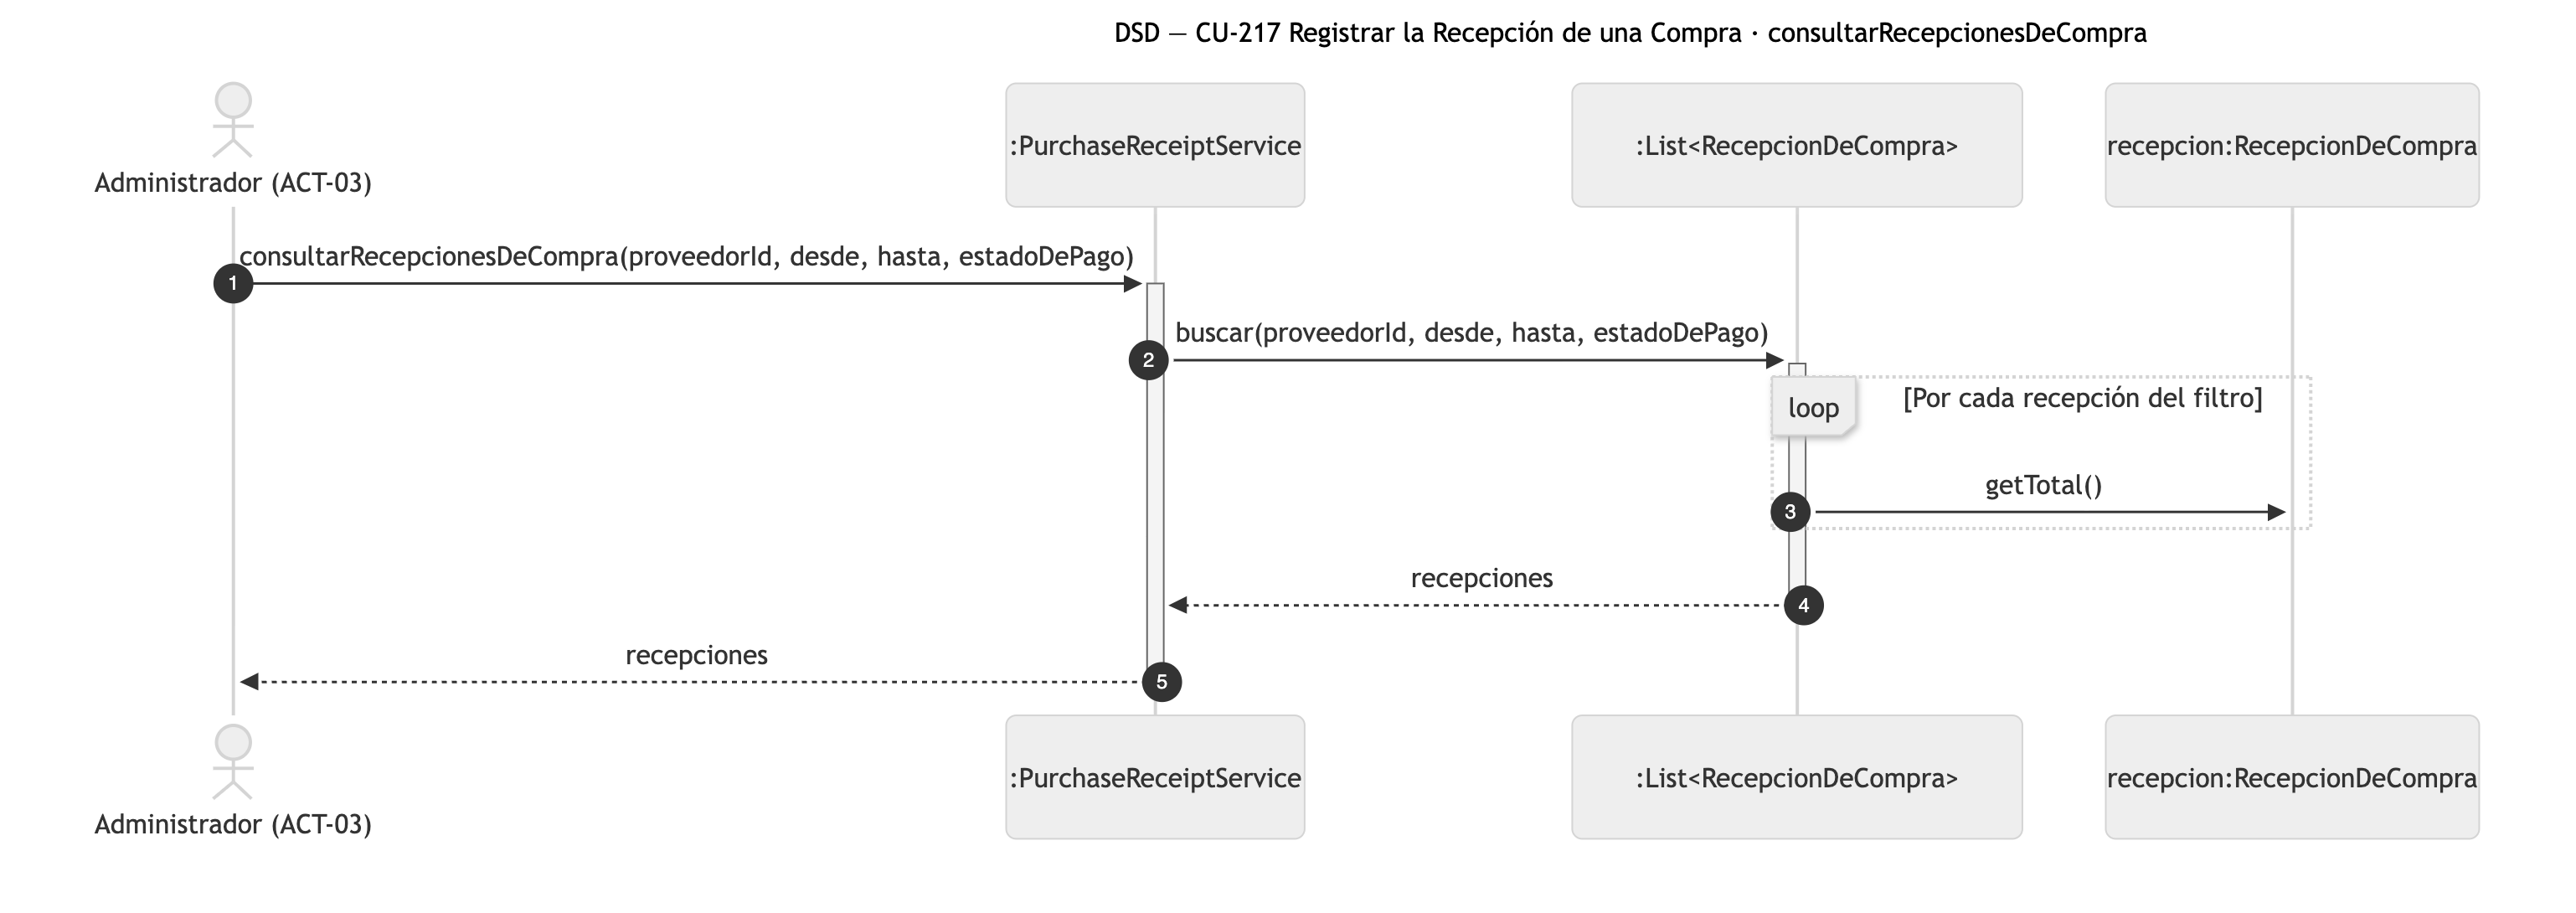 DSD – CU-217 Registrar la Recepción de una Compra · consultarRecepcionesDeCompra
Administrador (ACT-03)
:PurchaseReceiptService
:List<RecepcionDeCompra>
recepcion:RecepcionDeCompra
consultarRecepcionesDeCompra(proveedorId, desde, hasta, estadoDePago)
1
buscar(proveedorId, desde, hasta, estadoDePago)
2
loop
[Por cada recepción del filtro]
getTotal()
3
recepciones
4
recepciones
5
Administrador (ACT-03)
:PurchaseReceiptService
:List<RecepcionDeCompra>
recepcion:RecepcionDeCompra